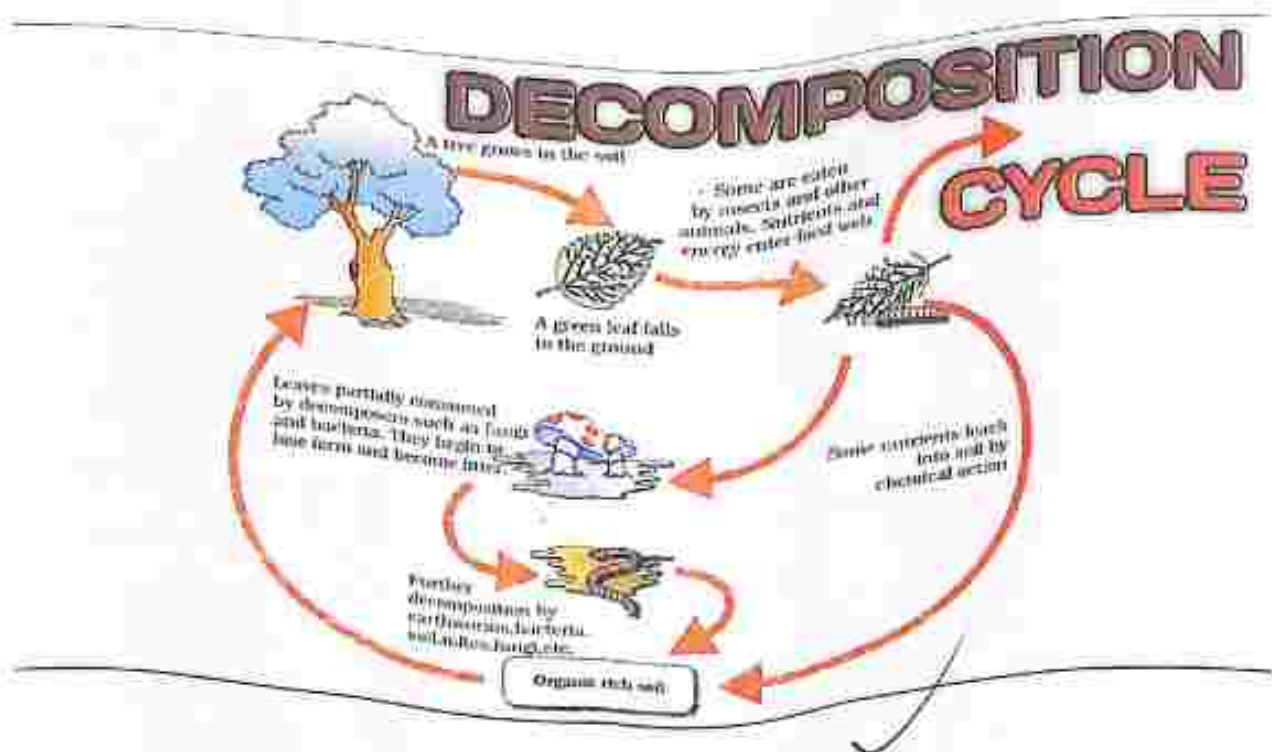 DECOMPOSITION
CYCLE
A tree grows in the soil
- Some are eaten
by insects and other
animals. Nutrients and
energy enter food web
A green leaf falls
in the ground
Leaves partially consumed
by decomposers such as fungi
and bacteria. They begin to
lose form and become litter.
Some nutrients leach
into soil by
chemical action
Further
decomposition by
earthworms,bacteria,
soil,mites,fungi,etc.
Organic rich soil